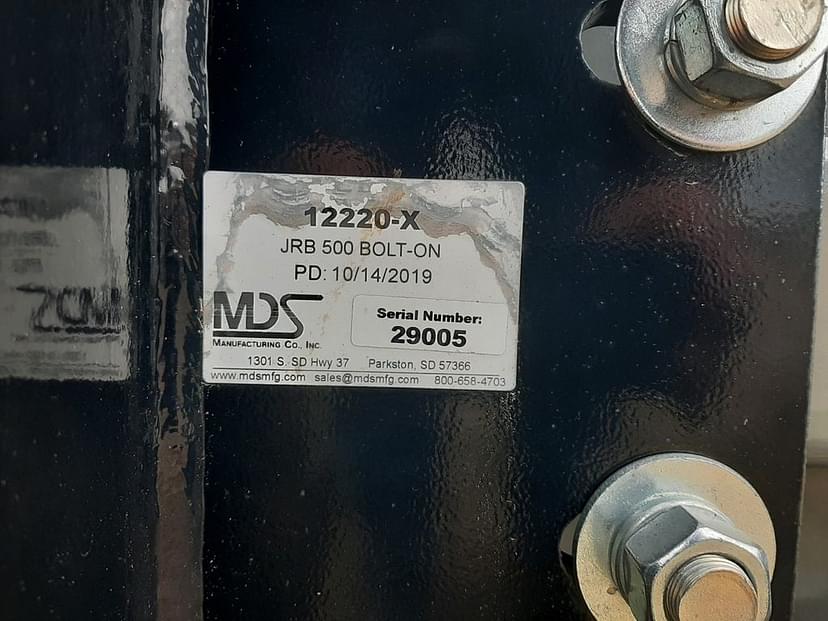 12220-X
JRB 500 BOLT-ON
PD: 10/14/2019
MDS
MANUFACTURING CO., INC.
Serial Number:
29005
1301 S. SD Hwy 37 Parkston, SD 57366
www.mdsmfg.com sales@mdsmfg.com 800-658-4703